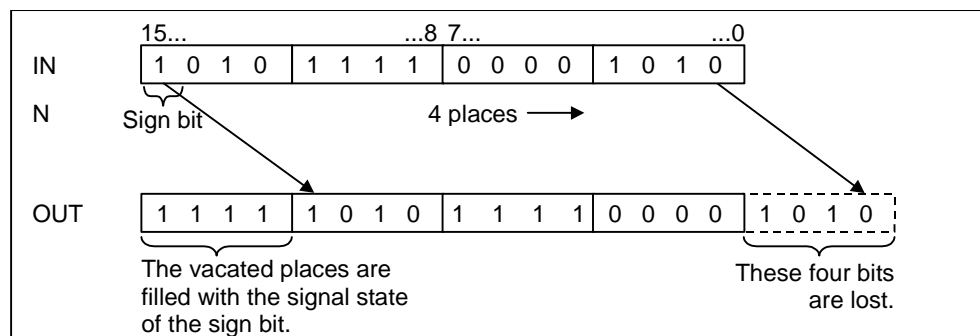 15... ...8 7... ...0
IN 1 0 1 0 1 1 1 1 0 0 0 0 1 0 1 0
N Sign bit 4 places
OUT 1 1 1 1 1 0 1 0 1 1 1 1 0 0 0 0 1 0 1 0
The vacated places are
filled with the signal state
of the sign bit.
These four bits
are lost.